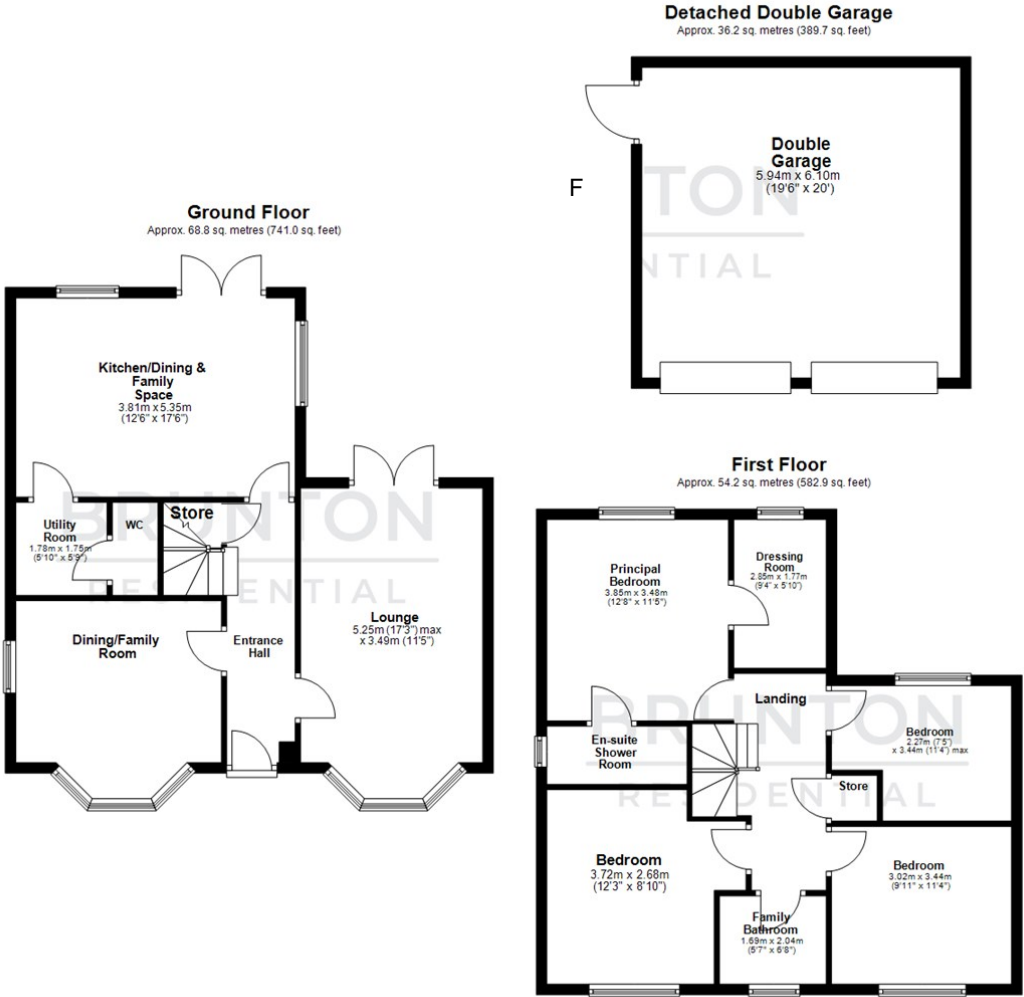 Detached Double Garage
Approx. 36.2 sq. metres (389.7 sq. feet)
Double
Garage
5.94m x 6.10m
(19'6" x 20')
F
TON
NTIAL
Ground Floor
Approx. 68.8 sq. metres (741.0 sq. feet)
Kitchen/Dining &
Family
Space
3.81m x 5.35m
(12'6" x 17'6")
BRUNTON
RESIDENTIAL
Utility
Room
1.78m x 1.75m
(5'10" x 5'9")
WC
Store
Lounge
5.25m (17'3") max
x 3.49m (11'5")
Dining/Family
Room
Entrance
Hall
First Floor
Approx. 54.2 sq. metres (582.9 sq. feet)
Principal
Bedroom
3.85m x 3.48m
(12'8" x 11'5")
Dressing
Room
2.85m x 1.77m
(9'4" x 5'10")
Landing
BRUNTON
RESIDENTIAL
En-suite
Shower
Room
Bedroom
2.27m (7'5")
x 3.44m (11'4") max
Store
Bedroom
3.72m x 2.68m
(12'3" x 8'10")
Bedroom
3.02m x 3.44m
(9'11" x 11'4")
Family
Bathroom
1.69m x 2.04m
(5'7" x 6'8")